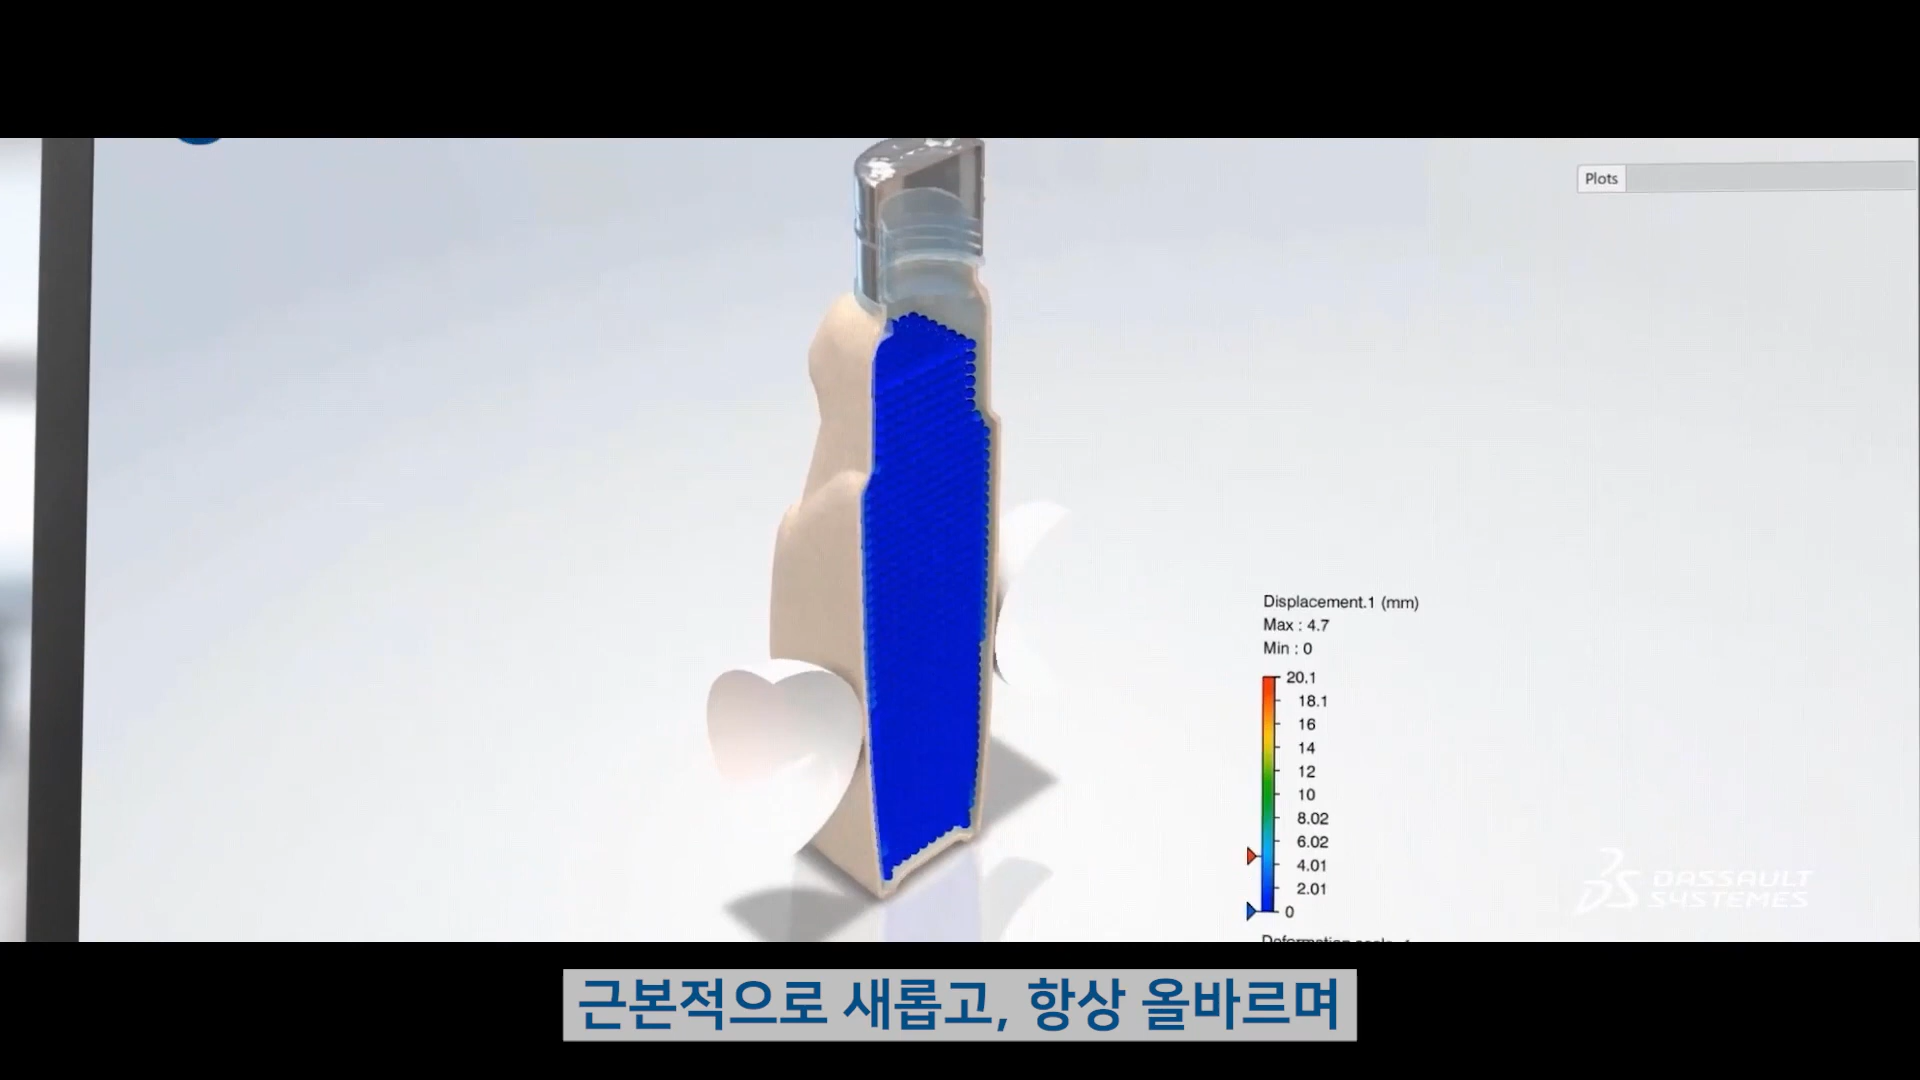 Plots
Displacement.1 (mm)
Max : 4.7
Min : 0
20.1
18.1
16
14
12
10
8.02
6.02
4.01
2.01
0
DASSAULT
SYSTEMES
근본적으로 새롭고, 항상 올바르며